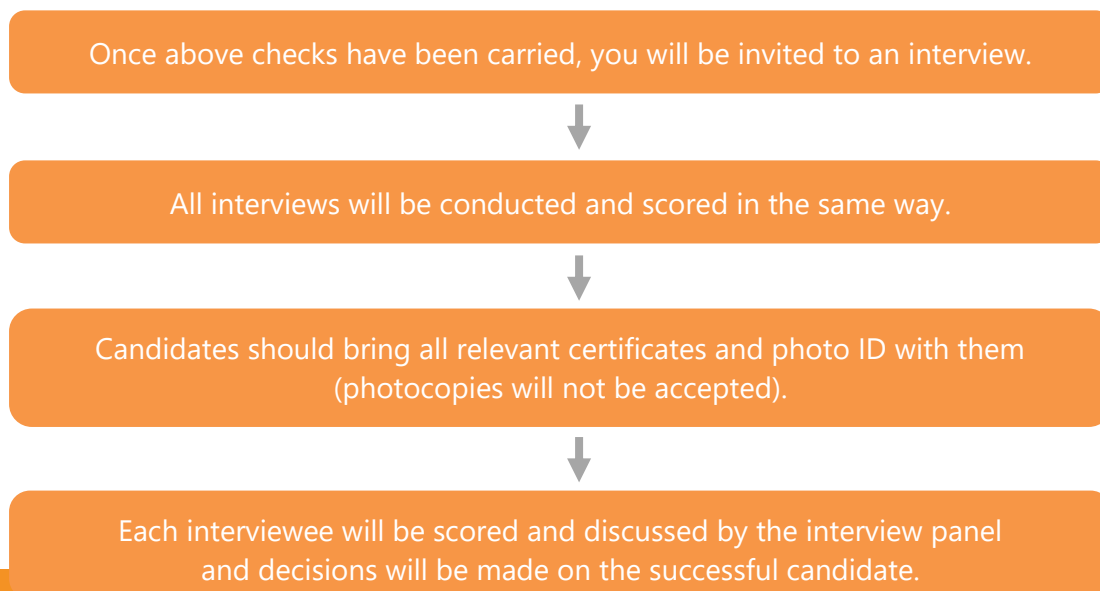 Once above checks have been carried, you will be invited to an interview.
All interviews will be conducted and scored in the same way.
Candidates should bring all relevant certificates and photo ID with them
(photocopies will not be accepted).
Each interviewee will be scored and discussed by the interview panel
and decisions will be made on the successful candidate.